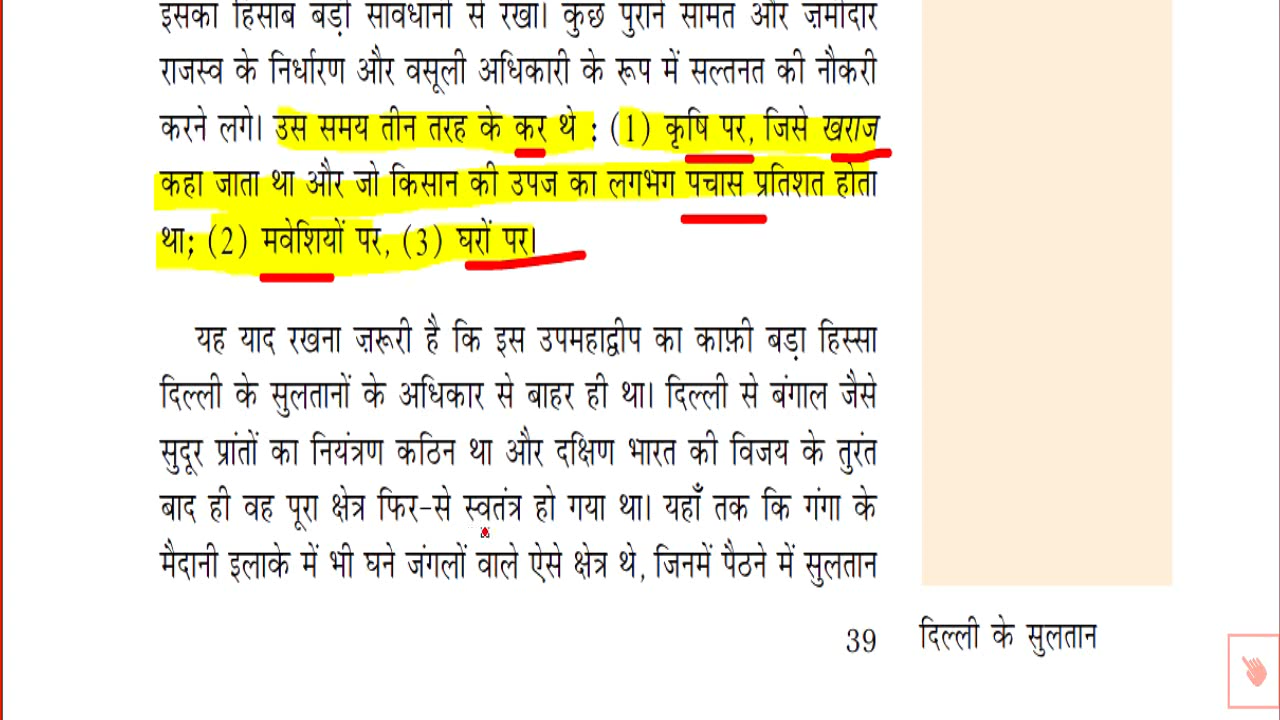 इसका हिसाब बड़ी सावधानी से रखा। कुछ पुराने सामंत और ज़मींदार
राजस्व के निर्धारण और वसूली अधिकारी के रूप में सल्तनत की नौकरी
करने लगे। उस समय तीन तरह के कर थे : (1) कृषि पर, जिसे खराज
कहा जाता था और जो किसान की उपज का लगभग पचास प्रतिशत होता
था; (2) मवेशियों पर, (3) घरों पर।
यह याद रखना ज़रूरी है कि इस उपमहाद्वीप का काफ़ी बड़ा हिस्सा
दिल्ली के सुलतानों के अधिकार से बाहर ही था। दिल्ली से बंगाल जैसे
सुदूर प्रांतों का नियंत्रण कठिन था और दक्षिण भारत की विजय के तुरंत
बाद ही वह पूरा क्षेत्र फिर-से स्वतंत्र हो गया था। यहाँ तक कि गंगा के
मैदानी इलाके में भी घने जंगलों वाले ऐसे क्षेत्र थे, जिनमें पैठने में सुलतान
39 दिल्ली के सुलतान